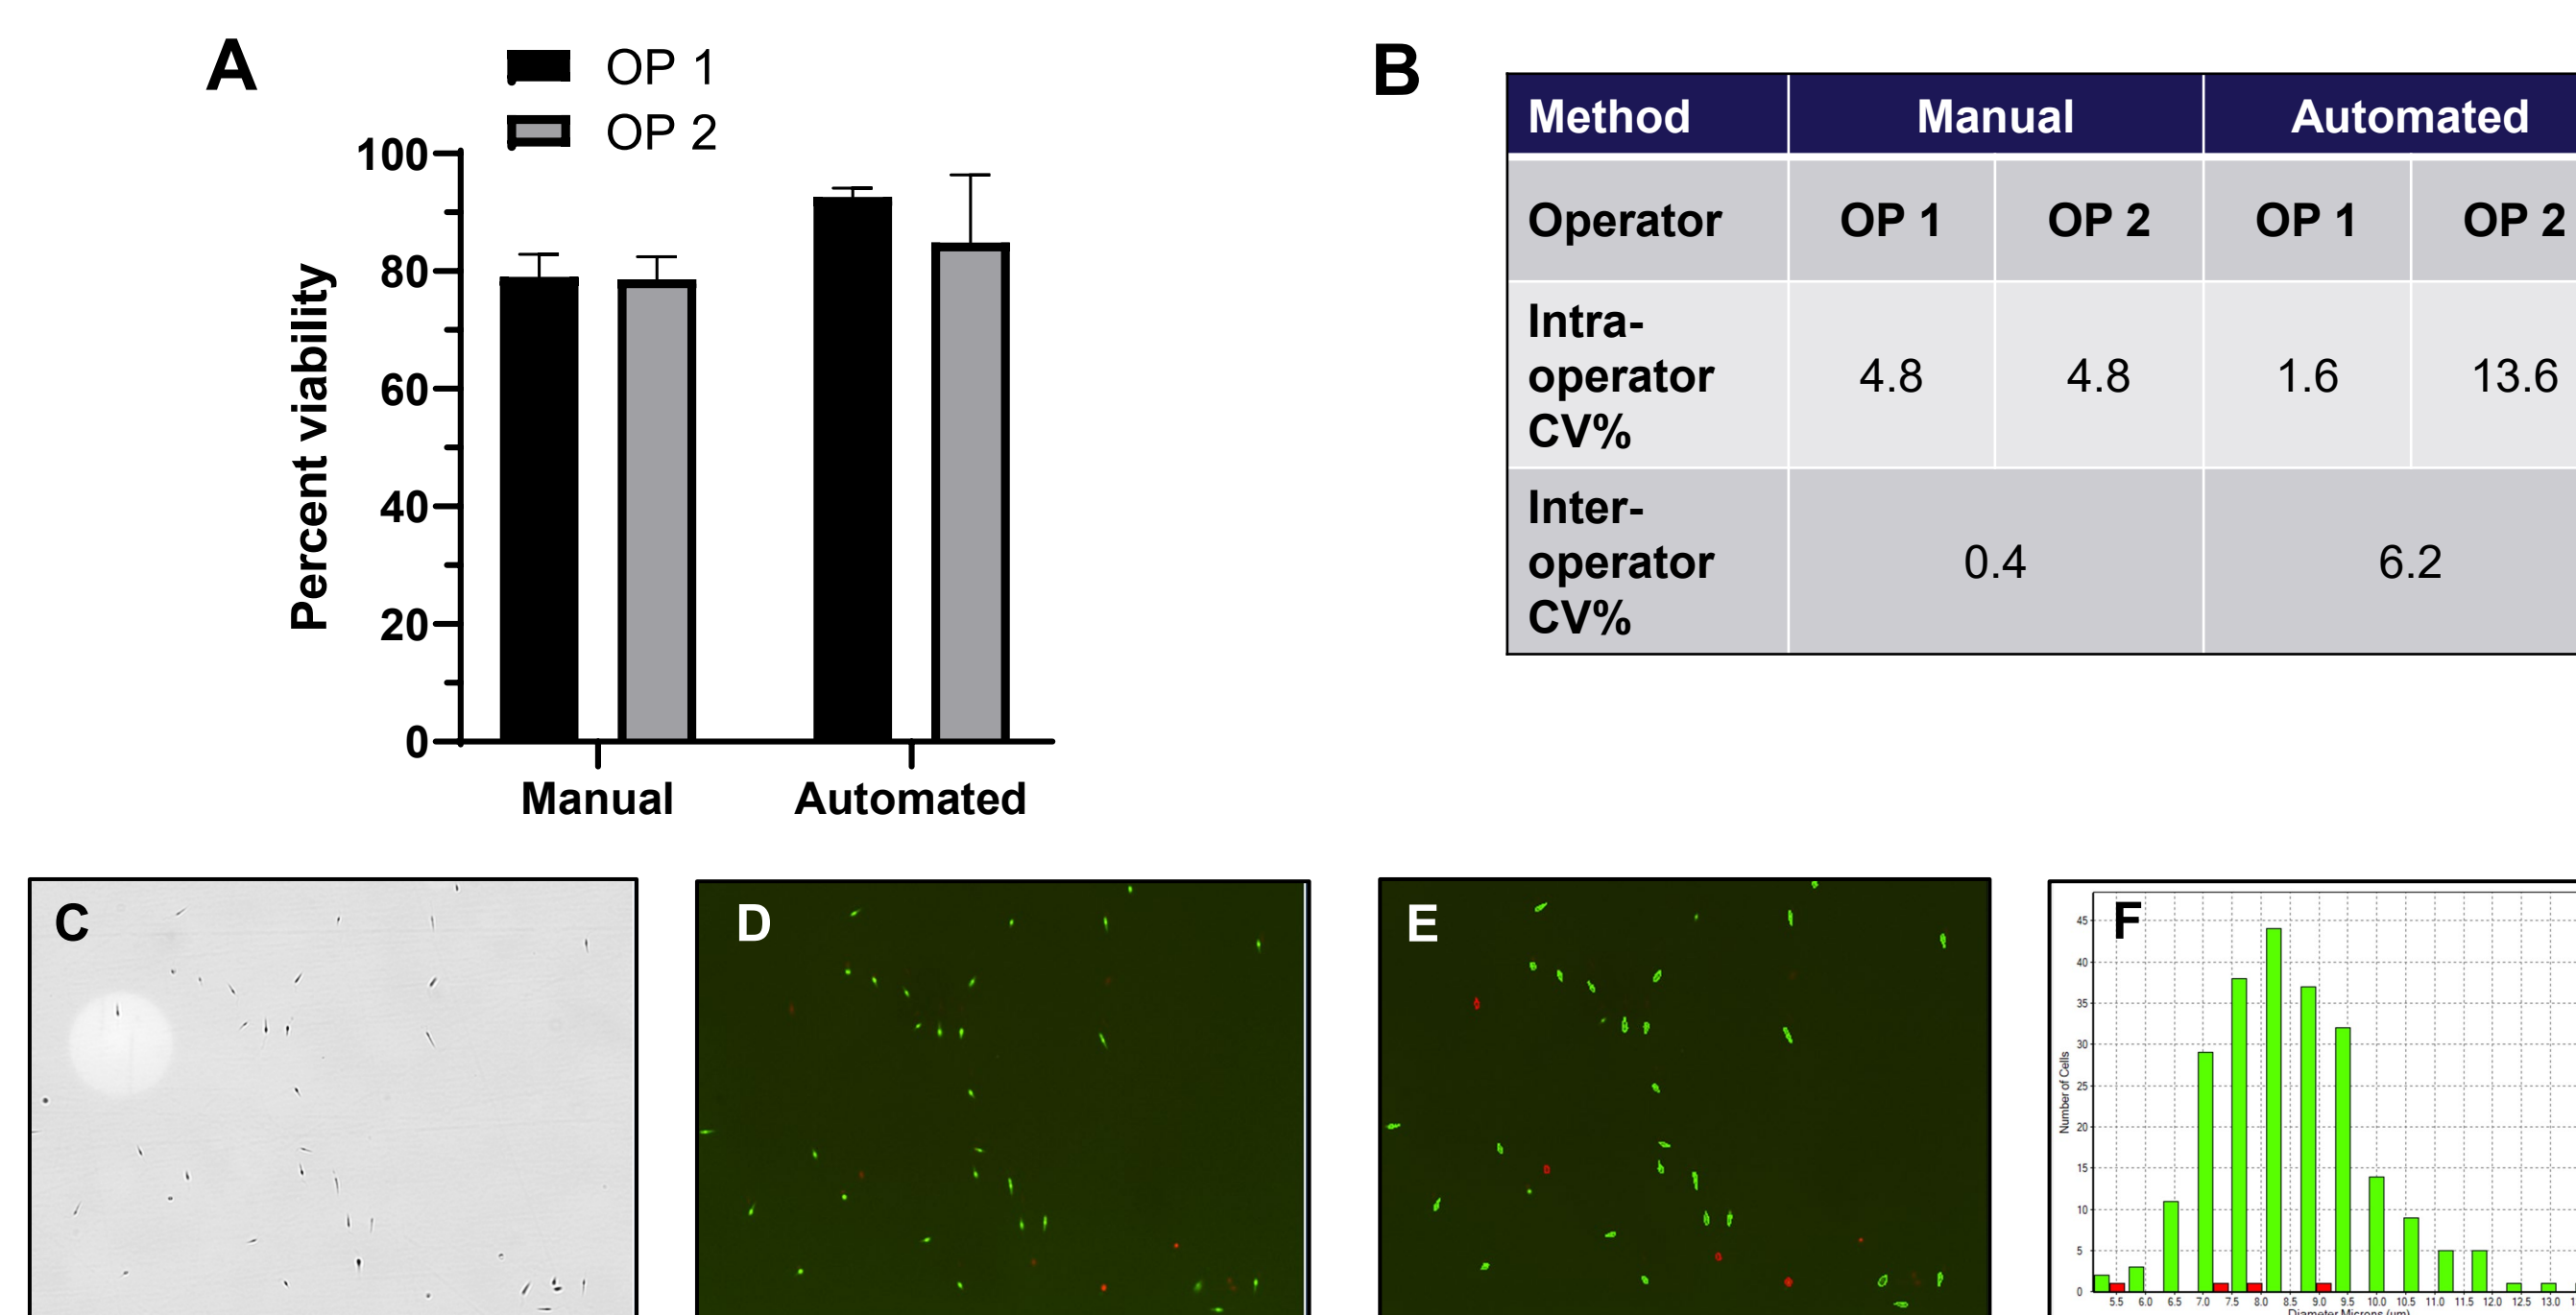 A
OP 1
OP 2
Percent viability
100
80
60
40
20
0
Manual
Automated
B
Method
Manual
Automated
Operator
OP 1
OP 2
OP 1
OP 2
Intra-
operator
CV%
4.8
4.8
1.6
13.6
Inter-
operator
CV%
0.4
6.2
C
D
E
F
Number of Cells
45
40
35
30
25
20
15
10
5
0
5.5 6.0 6.5 7.0 7.5 8.0 8.5 9.0 9.5 10.0 10.5 11.0 11.5 12.0 12.5 13.0
Diameter Microns (um)